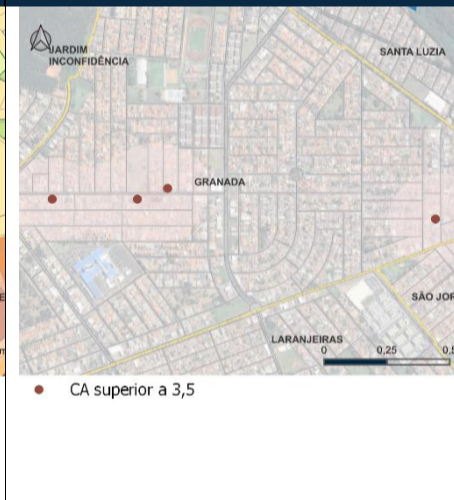 JARDIM
INCONFIDÊNCIA
SANTA LUZIA
GRANADA
SÃO JOR
LARANJEIRAS
0 0,25 0,5
CA superior a 3,5